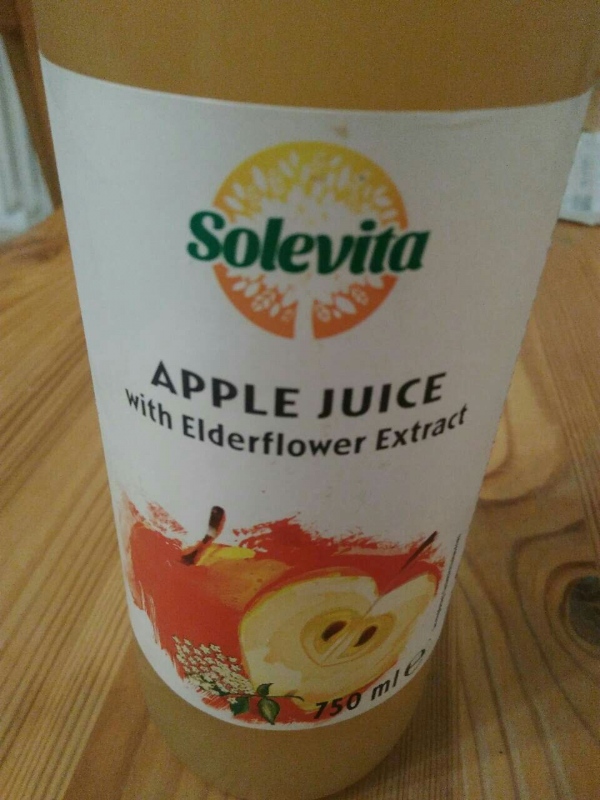 Solevita
APPLE JUICE
with Elderflower Extract
750 ml e